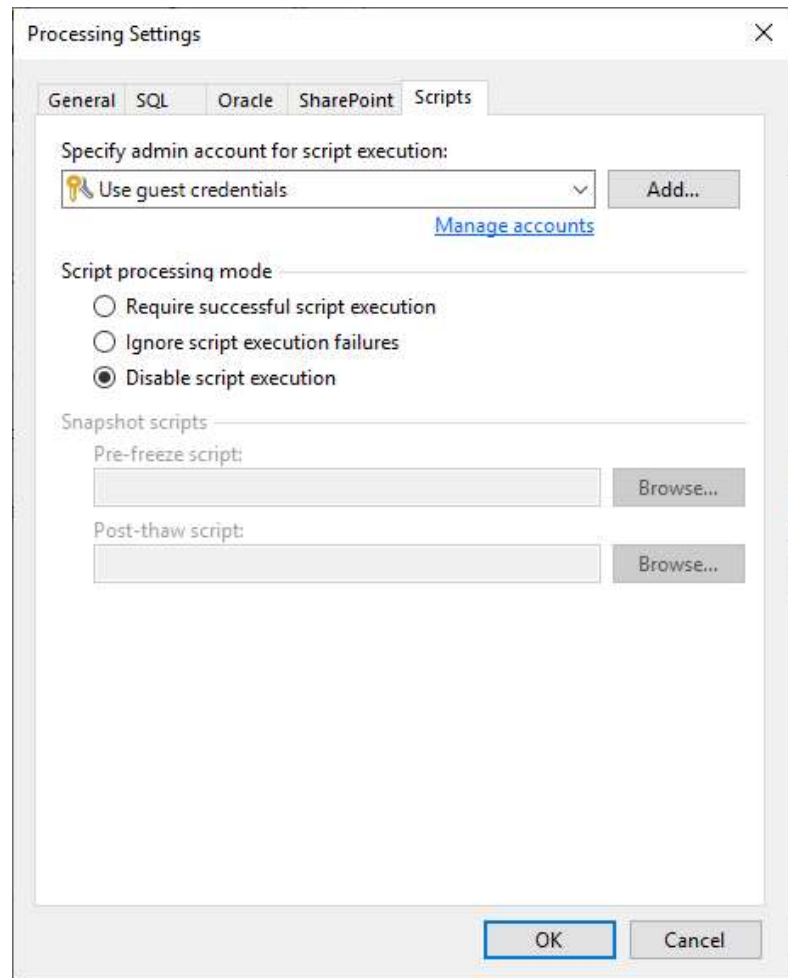 Processing Settings
General SQL Oracle SharePoint Scripts
Specify admin account for script execution:
Use guest credentials Add...
Manage accounts
Script processing mode
Require successful script execution
Ignore script execution failures
Disable script execution
Snapshot scripts
Pre-freeze script:
Browse...
Post-thaw script:
Browse...
OK Cancel